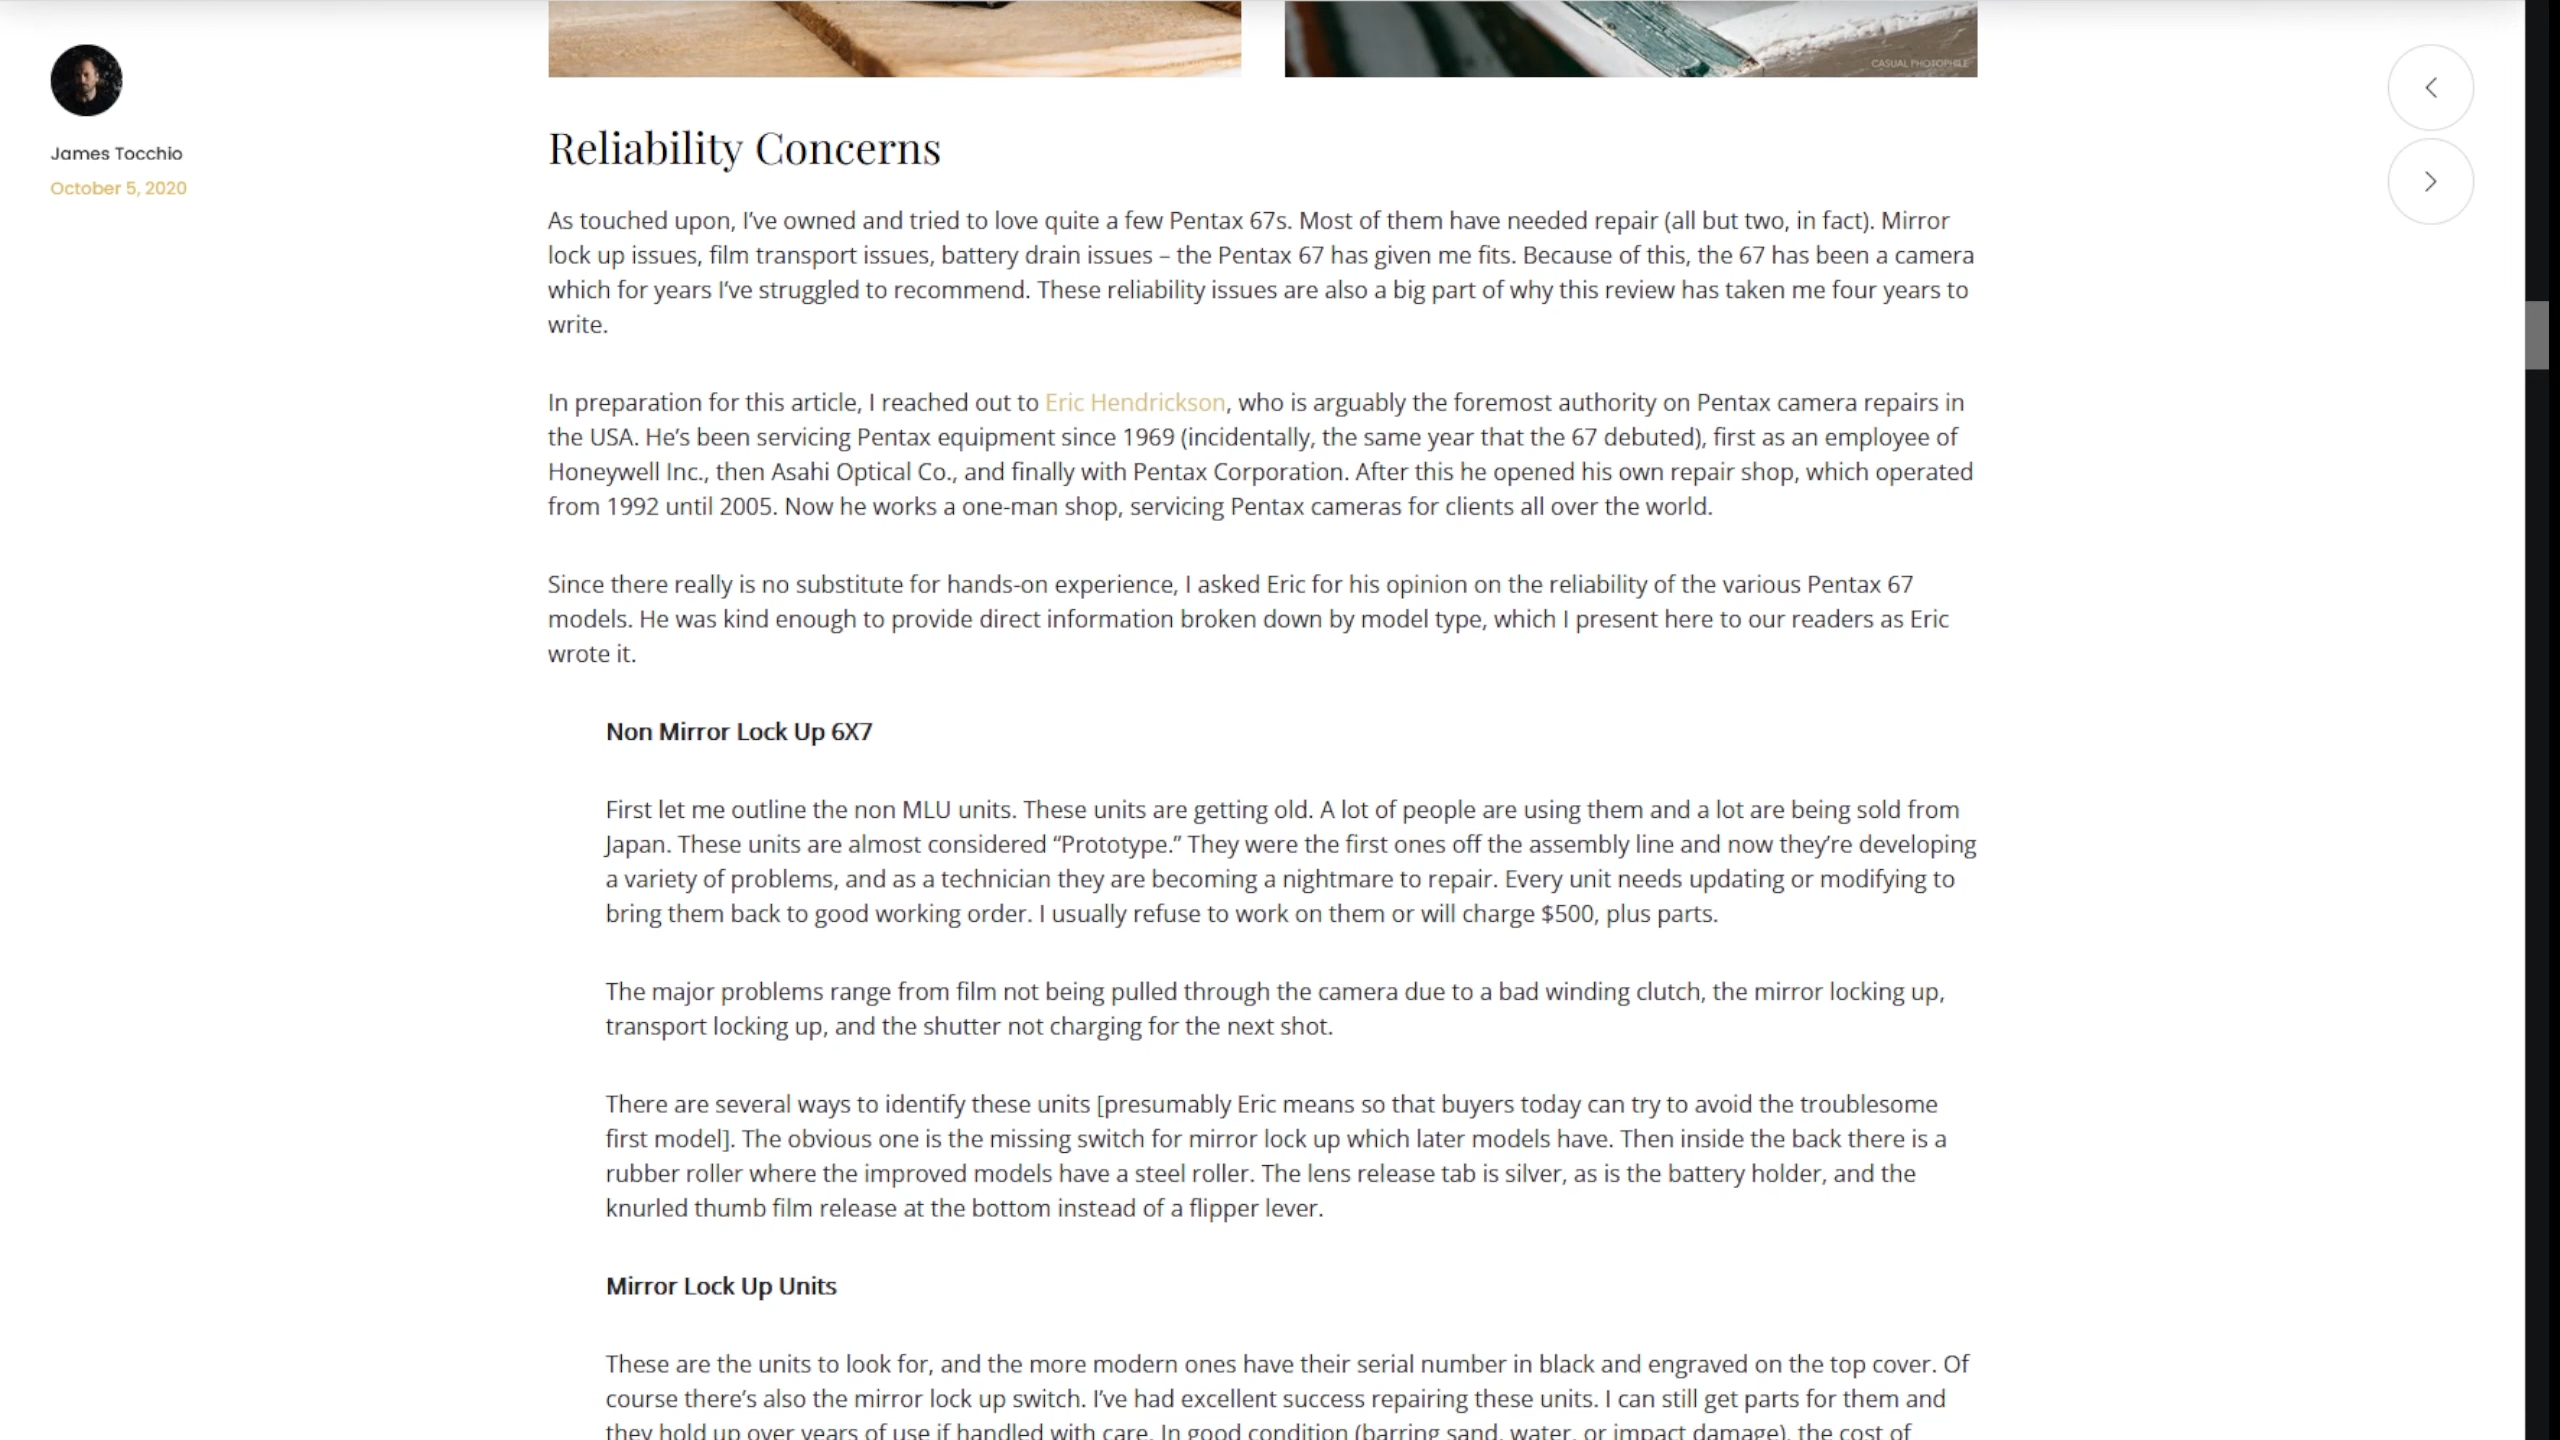 CASUAL PHOTOPHILE
James Tocchio
October 5, 2020
Reliability Concerns
As touched upon, I've owned and tried to love quite a few Pentax 67s. Most of them have needed repair (all but two, in fact). Mirror
lock up issues, film transport issues, battery drain issues – the Pentax 67 has given me fits. Because of this, the 67 has been a camera
which for years I've struggled to recommend. These reliability issues are also a big part of why this review has taken me four years to
write.
In preparation for this article, I reached out to Eric Hendrickson, who is arguably the foremost authority on Pentax camera repairs in
the USA. He's been servicing Pentax equipment since 1969 (incidentally, the same year that the 67 debuted), first as an employee of
Honeywell Inc., then Asahi Optical Co., and finally with Pentax Corporation. After this he opened his own repair shop, which operated
from 1992 until 2005. Now he works a one-man shop, servicing Pentax cameras for clients all over the world.
Since there really is no substitute for hands-on experience, I asked Eric for his opinion on the reliability of the various Pentax 67
models. He was kind enough to provide direct information broken down by model type, which I present here to our readers as Eric
wrote it.
Non Mirror Lock Up 6X7
First let me outline the non MLU units. These units are getting old. A lot of people are using them and a lot are being sold from
Japan. These units are almost considered “Prototype.” They were the first ones off the assembly line and now they're developing
a variety of problems, and as a technician they are becoming a nightmare to repair. Every unit needs updating or modifying to
bring them back to good working order. I usually refuse to work on them or will charge $500, plus parts.
The major problems range from film not being pulled through the camera due to a bad winding clutch, the mirror locking up,
transport locking up, and the shutter not charging for the next shot.
There are several ways to identify these units [presumably Eric means so that buyers today can try to avoid the troublesome
first model]. The obvious one is the missing switch for mirror lock up which later models have. Then inside the back there is a
rubber roller where the improved models have a steel roller. The lens release tab is silver, as is the battery holder, and the
knurled thumb film release at the bottom instead of a flipper lever.
Mirror Lock Up Units
These are the units to look for, and the more modern ones have their serial number in black and engraved on the top cover. Of
course there's also the mirror lock up switch. I've had excellent success repairing these units. I can still get parts for them and
they hold up over years of use if handled with care. In good condition (barring sand, water, or impact damage), the cost of